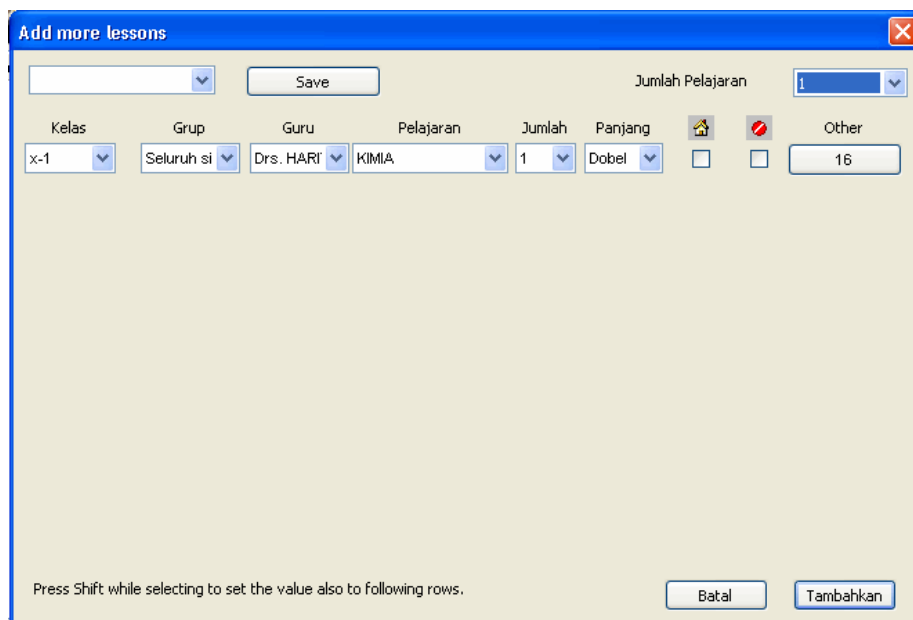 Add more lessons
Save Jumlah Pelajaran 1
Kelas Grup Guru Pelajaran Jumlah Panjang Other
x-1 Seluruh si Drs. HARI KIMIA 1 Dobel 16
Press Shift while selecting to set the value also to following rows.
Batal Tambahkan